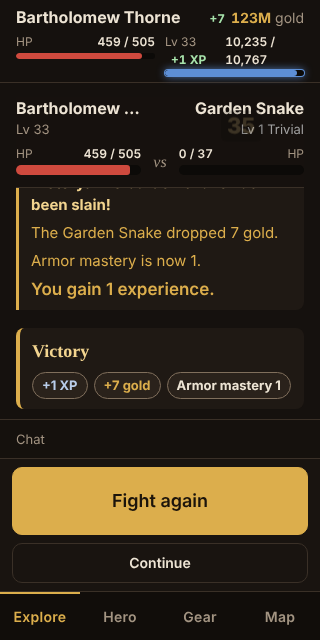 Bartholomew Thorne +7 123M gold
HP 459 / 505 Lv 33 10,235 /
+1 XP 10,767
Bartholomew ... Garden Snake
Lv 33 35 Lv 1 Trivial
HP 459 / 505 vs 0 / 37 HP
been slain!
The Garden Snake dropped 7 gold.
Armor mastery is now 1.
You gain 1 experience.
Victory
+1 XP +7 gold Armor mastery 1
Chat
Fight again
Continue
Explore Hero Gear Map